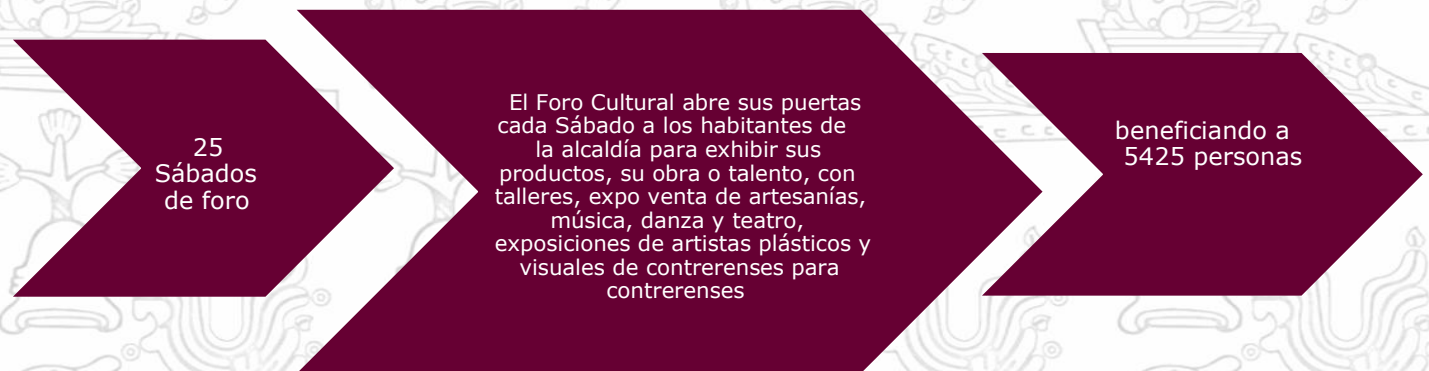 25
Sábados
de foro
El Foro Cultural abre sus puertas
cada Sábado a los habitantes de
la alcaldía para exhibir sus
productos, su obra o talento, con
talleres, expo venta de artesanías,
música, danza y teatro,
exposiciones de artistas plásticos y
visuales de contrerenses para
contrerenses
beneficiando a
5425 personas